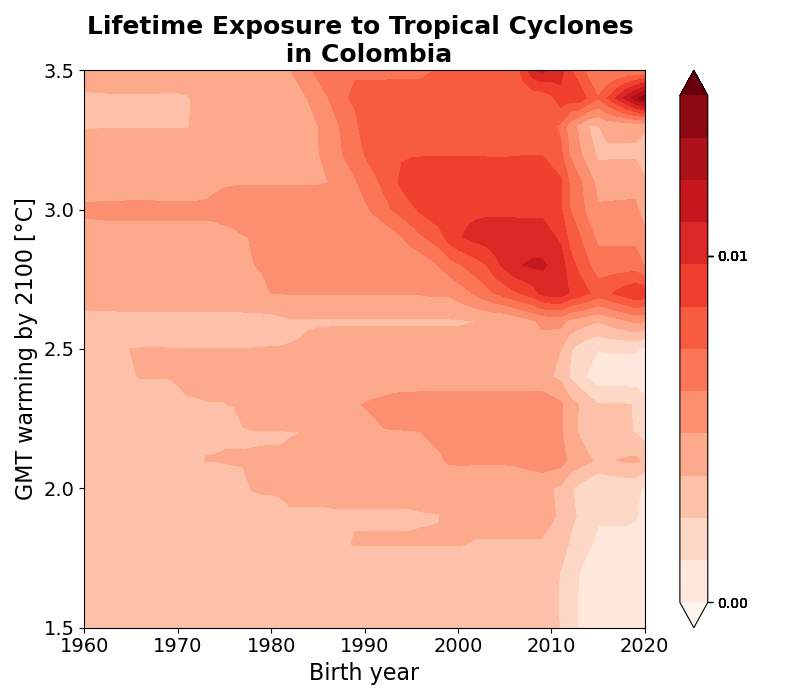 Lifetime Exposure to Tropical Cyclones
in Colombia
GMT warming by 2100 [°C]
3.5
3.0
2.5
2.0
1.5
1960 1970 1980 1990 2000 2010 2020
Birth year
0.01
0.00